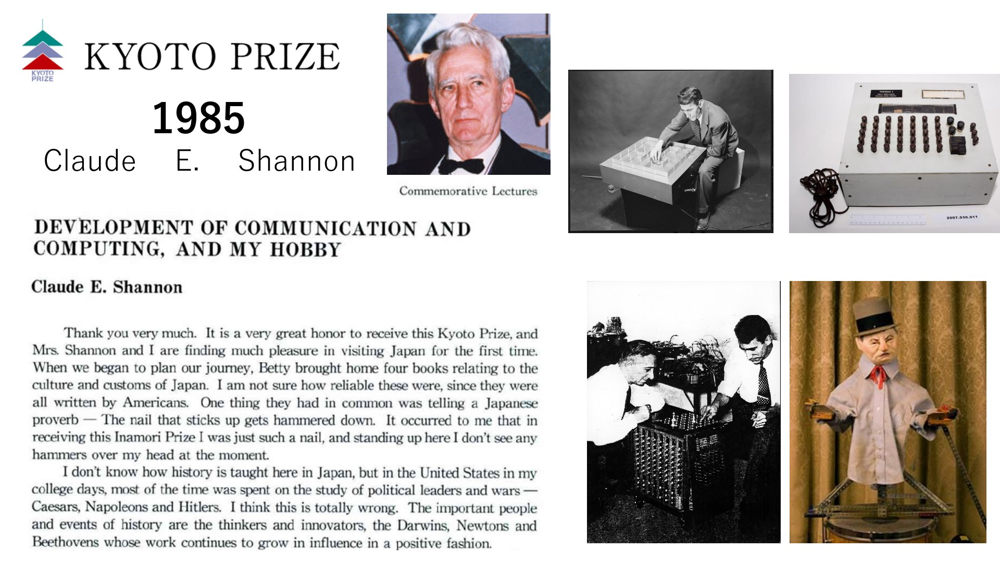 KYOTO PRIZE
KYOTO
PRIZE
1985
Claude E. Shannon
Commemorative Lectures
DEVELOPMENT OF COMMUNICATION AND
COMPUTING, AND MY HOBBY
Claude E. Shannon
Thank you very much. It is a very great honor to receive this Kyoto Prize, and
Mrs. Shannon and I are finding much pleasure in visiting Japan for the first time.
When we began to plan our journey, Betty brought home four books relating to the
culture and customs of Japan. I am not sure how reliable these were, since they were
all written by Americans. One thing they had in common was telling a Japanese
proverb — The nail that sticks up gets hammered down. It occurred to me that in
receiving this Inamori Prize I was just such a nail, and standing up here I don't see any
hammers over my head at the moment.
I don't know how history is taught here in Japan, but in the United States in my
college days, most of the time was spent on the study of political leaders and wars —
Caesars, Napoleons and Hitlers. I think this is totally wrong. The important people
and events of history are the thinkers and innovators, the Darwins, Newtons and
Beethovens whose work continues to grow in influence in a positive fashion.
THROBAC I
2007.030.011